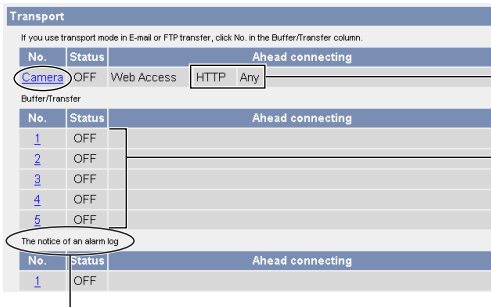 Transport
If you use transport mode in E-mail or FTP transfer, click No. in the Buffer/Transfer column.
No. Status Ahead connecting
Camera OFF Web Access HTTP Any
Buffer/Transfer
No. Status Ahead connecting
1 OFF
2 OFF
3 OFF
4 OFF
5 OFF
The notice of an alarm log
No. Status Ahead connecting
1 OFF